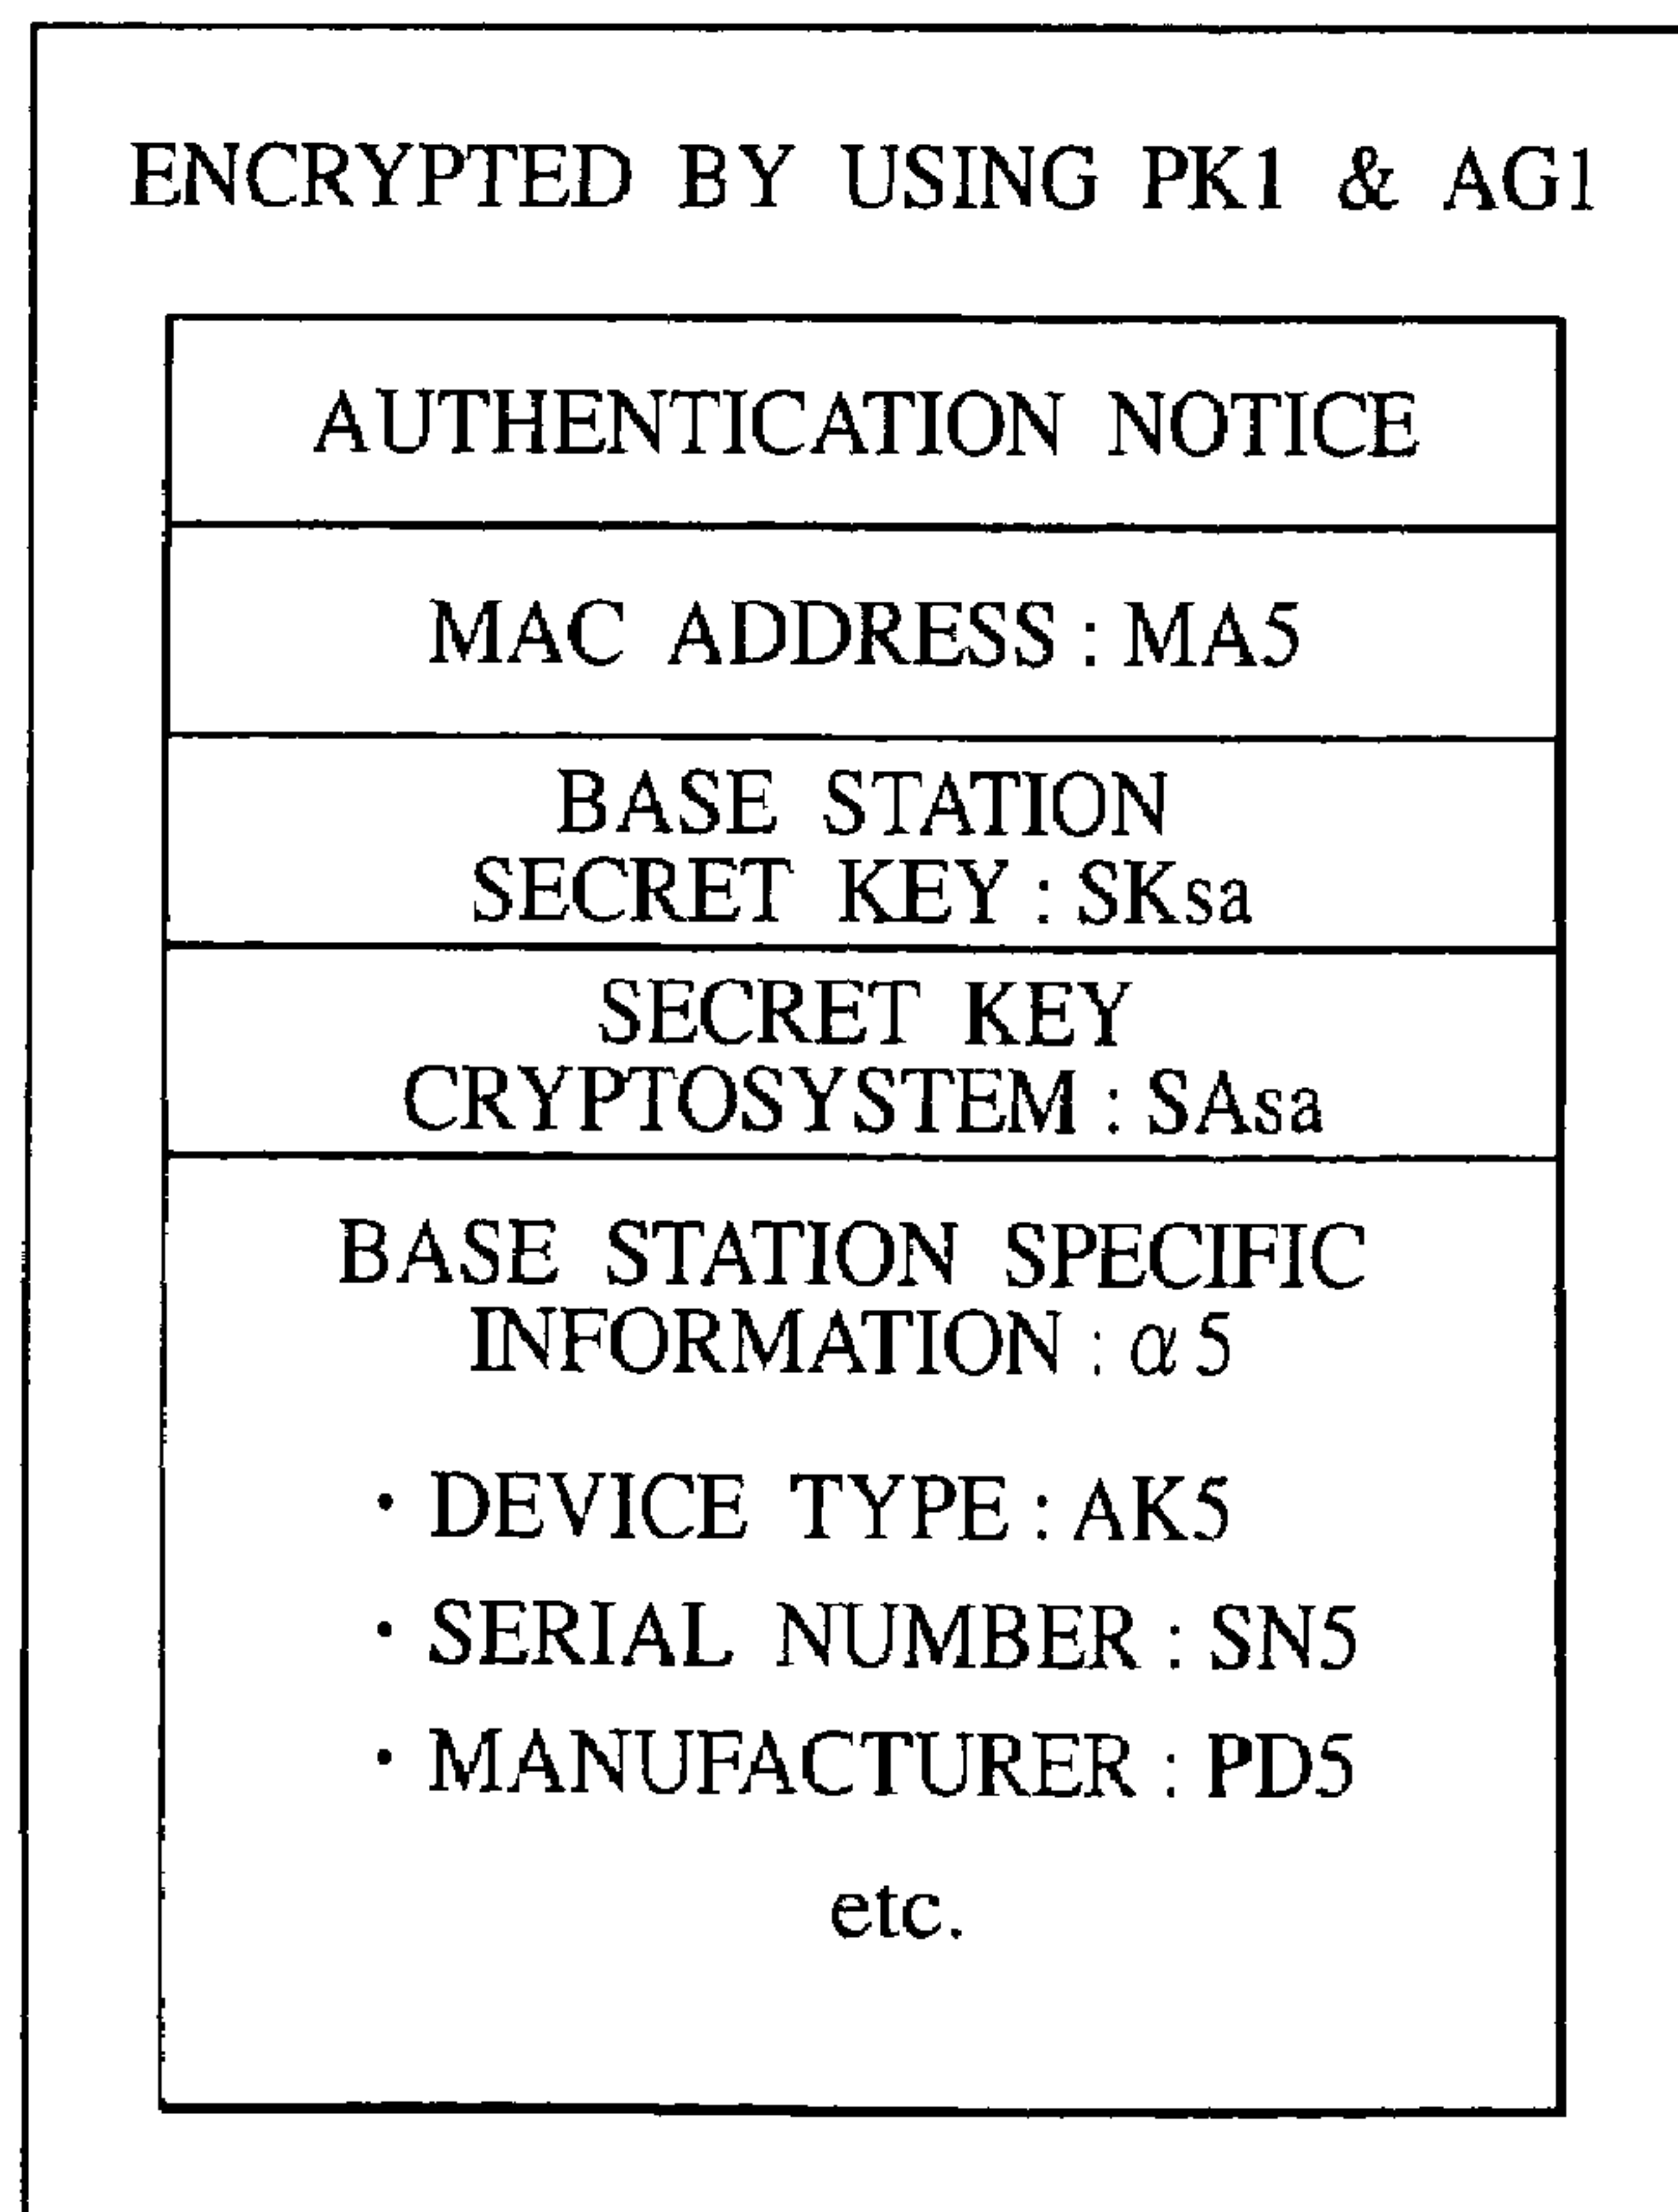 ENCRYPTED BY USING PK1 & AG1
AUTHENTICATION NOTICE
MAC ADDRESS : MA5
BASE STATION
SECRET KEY : SKsa
SECRET KEY
CRYPTOSYSTEM : SAsa
BASE STATION SPECIFIC
INFORMATION : α5
・DEVICE TYPE : AK5
・SERIAL NUMBER : SN5
・MANUFACTURER : PD5
etc.